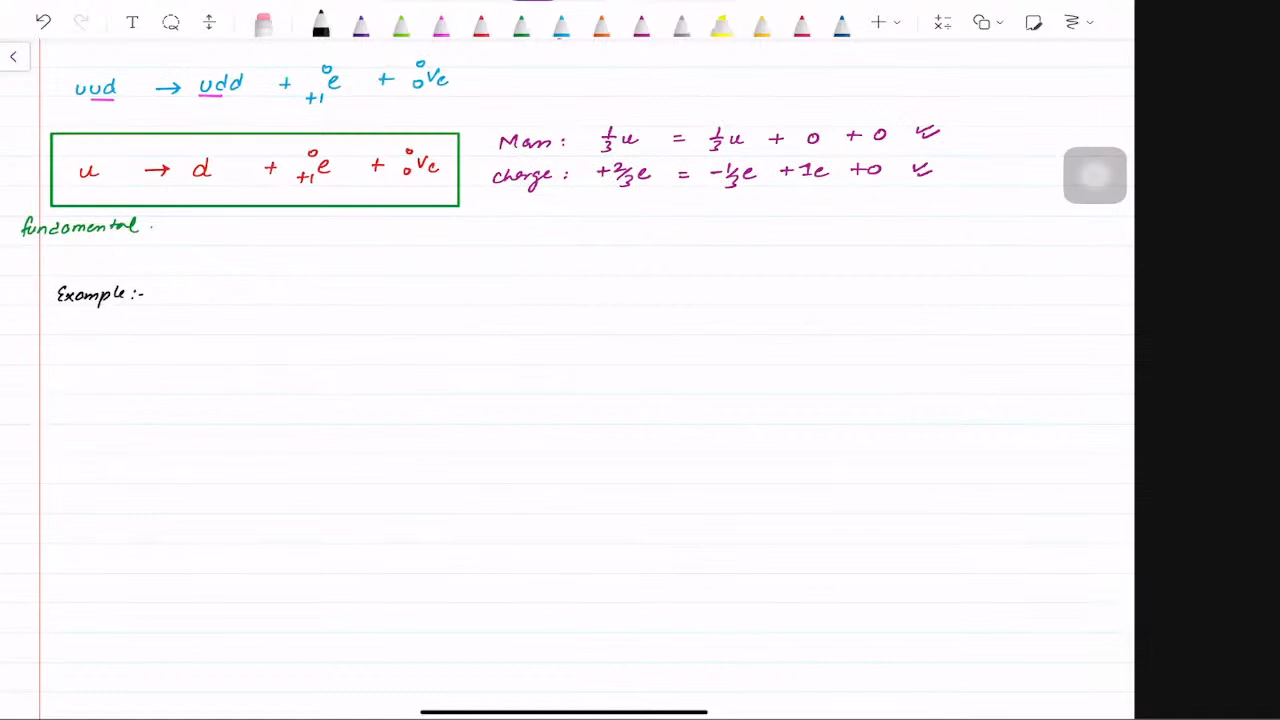 uud → udd + ⁰₊₁e + ⁰₀νe
u → d + ⁰₊₁e + ⁰₀νe
Mass: ⅓u = ⅓u + 0 + 0 ✓
charge: +⅔e = -⅓e + 1e + 0 ✓
fundamental.
Example:-
T